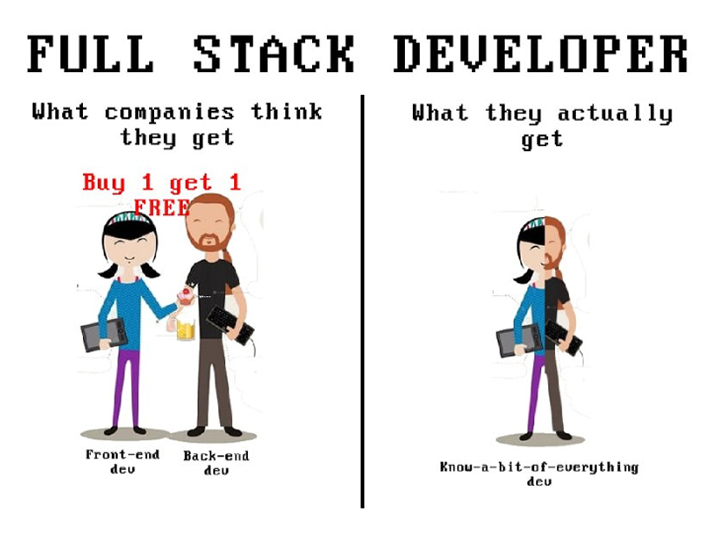 FULL STACK DEVELOPER
What companies think
they get
Buy 1 get 1
FREE
Front-end
dev
Back-end
dev
What they actually
get
Know-a-bit-of-everything
dev